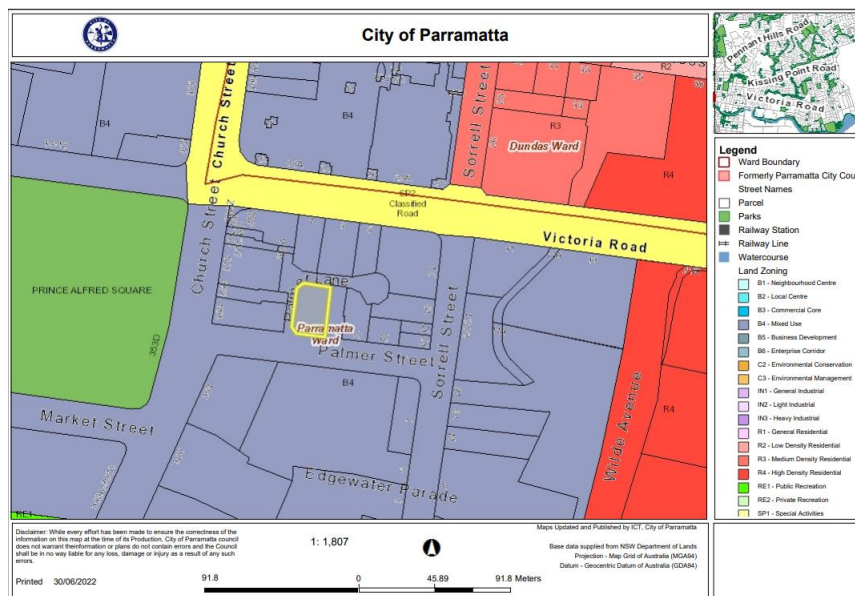 City of Parramatta
Pennant Hills Road
Kissing Point Road
Victoria Road
Church Street
B4
B4
Sorrell Street
R2
R3
Dundas Ward
R4
SP2
Classified
Road
Victoria Road
Church Street
PRINCE ALFRED SQUARE
353D
Lane
Parramatta
Ward
Palmer Street
Sorrell Street
B4
Wilde Avenue
R4
Market Street
Edgewater Parade
RE1
Legend
Ward Boundary
Formerly Parramatta City Cou
Street Names
Parcel
Parks
Railway Station
Railway Line
Watercourse
Land Zoning
B1 - Neighbourhood Centre
B2 - Local Centre
B3 - Commercial Core
B4 - Mixed Use
B5 - Business Development
B6 - Enterprise Corridor
C2 - Environmental Conservation
C3 - Environmental Management
IN1 - General Industrial
IN2 - Light Industrial
IN3 - Heavy Industrial
R1 - General Residential
R2 - Low Density Residential
R3 - Medium Density Residential
R4 - High Density Residential
RE1 - Public Recreation
RE2 - Private Recreation
SP1 - Special Activities
Disclaimer: While every effort has been made to ensure the correctness of the
information on this map at the time of its Production, City of Parramatta council
does not warrant theinformation or plans do not contain errors and the Council
shall be in no way liable for any loss, damage or injury as a result of any such
errors.
Printed 30/06/2022
1: 1,807
91.8 0 45.89 91.8 Meters
Maps Updated and Published by ICT, City of Parramatta
Base data supplied from NSW Department of Lands
Projection - Map Grid of Australia (MGA94)
Datum - Geocentric Datum of Australia (GDA94)